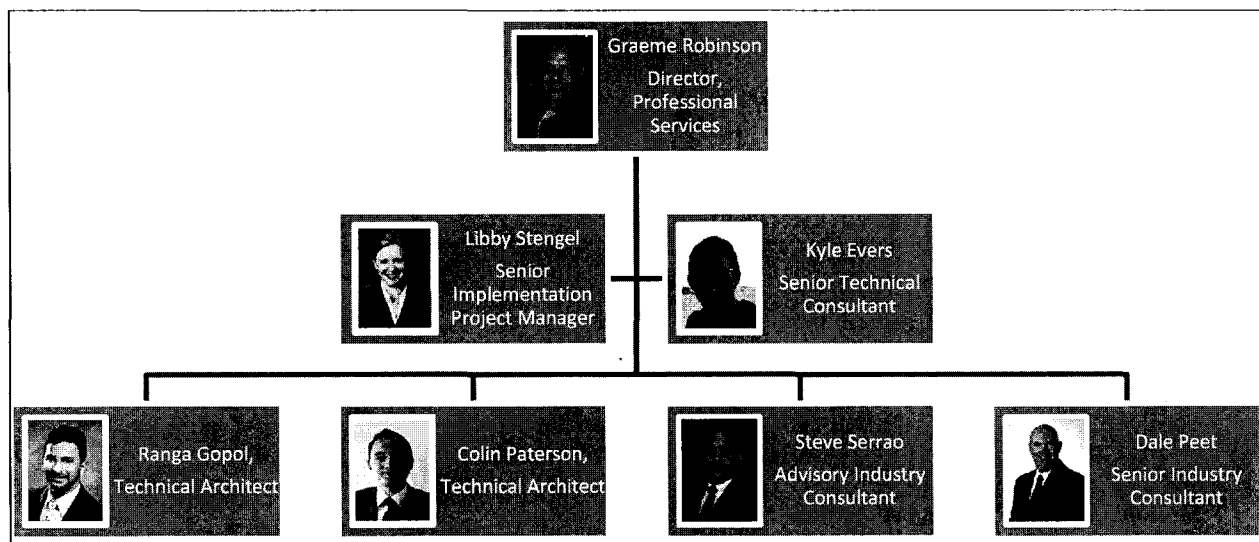 Graeme Robinson
Director,
Professional
Services
Libby Stengel
Senior
Implementation
Project Manager
Kyle Evers
Senior Technical
Consultant
Ranga Gopol,
Technical Architect
Colin Paterson,
Technical Architect
Steve Serrao
Advisory Industry
Consultant
Dale Peet
Senior Industry
Consultant